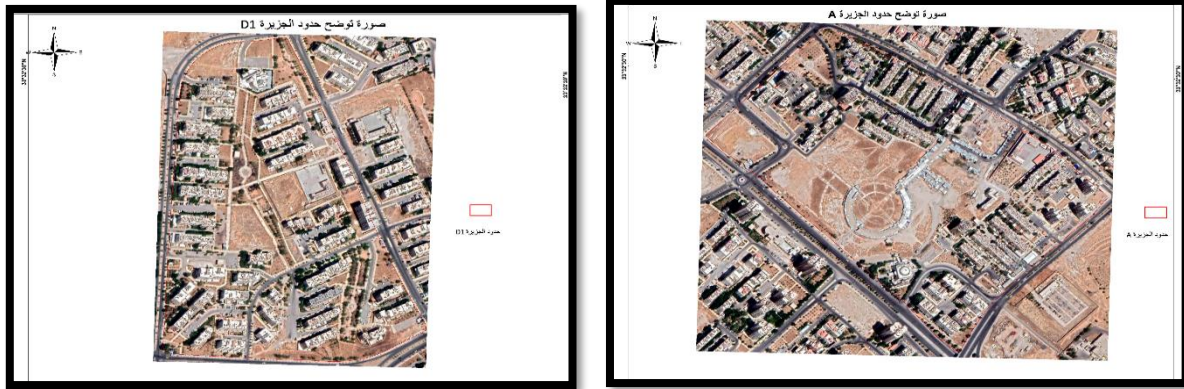 صورة توضح حدود الجزيرة D1
N
W
E
S
حدود الجزيرة D1
صورة توضح حدود الجزيرة A
N
W
S
حدود الجزيرة A